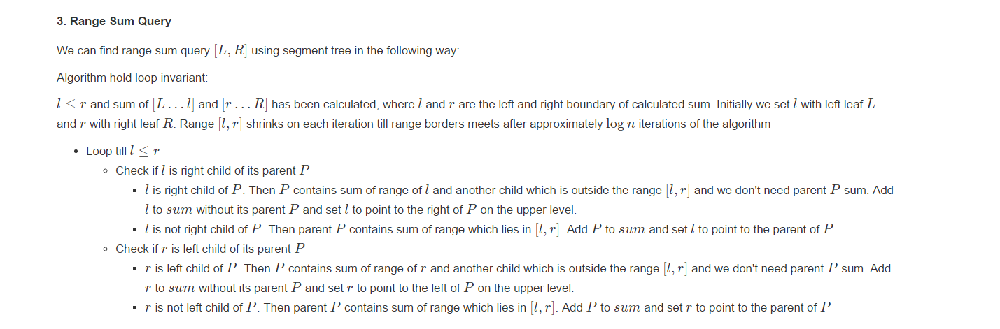 3. Range Sum Query
We can find range sum query [L, R] using segment tree in the following way:
Algorithm hold loop invariant:
l ≤ r and sum of [L … l] and [r … R] has been calculated, where l and r are the left and right boundary of calculated sum. Initially we set l with left leaf L
and r with right leaf R. Range [l, r] shrinks on each iteration till range borders meets after approximately log n iterations of the algorithm
• Loop till l ≤ r
◦ Check if l is right child of its parent P
▪ l is right child of P. Then P contains sum of range of l and another child which is outside the range [l, r] and we don't need parent P sum. Add
l to sum without its parent P and set l to point to the right of P on the upper level.
▪ l is not right child of P. Then parent P contains sum of range which lies in [l, r]. Add P to sum and set l to point to the parent of P
◦ Check if r is left child of its parent P
▪ r is left child of P. Then P contains sum of range of r and another child which is outside the range [l, r] and we don't need parent P sum. Add
r to sum without its parent P and set r to point to the left of P on the upper level.
▪ r is not left child of P. Then parent P contains sum of range which lies in [l, r]. Add P to sum and set r to point to the parent of P